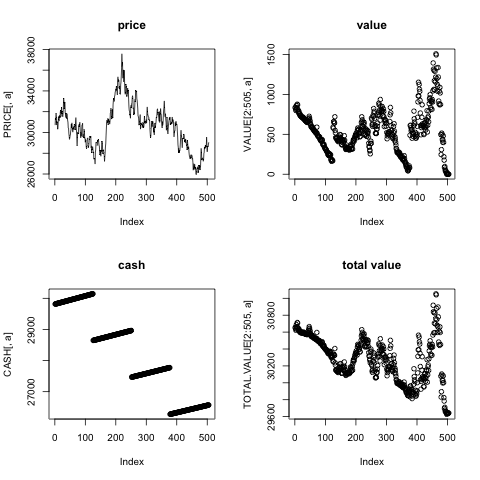 price
PRICE[, a]
26000 30000 34000 38000
0 100 200 300 400 500
Index
value
VALUE[2:505, a]
0 500 1000 1500
0 100 200 300 400 500
Index
cash
CASH[, a]
27000 29000
0 100 200 300 400 500
Index
total value
TOTAL.VALUE[2:505, a]
29600 30200 30800
0 100 200 300 400 500
Index